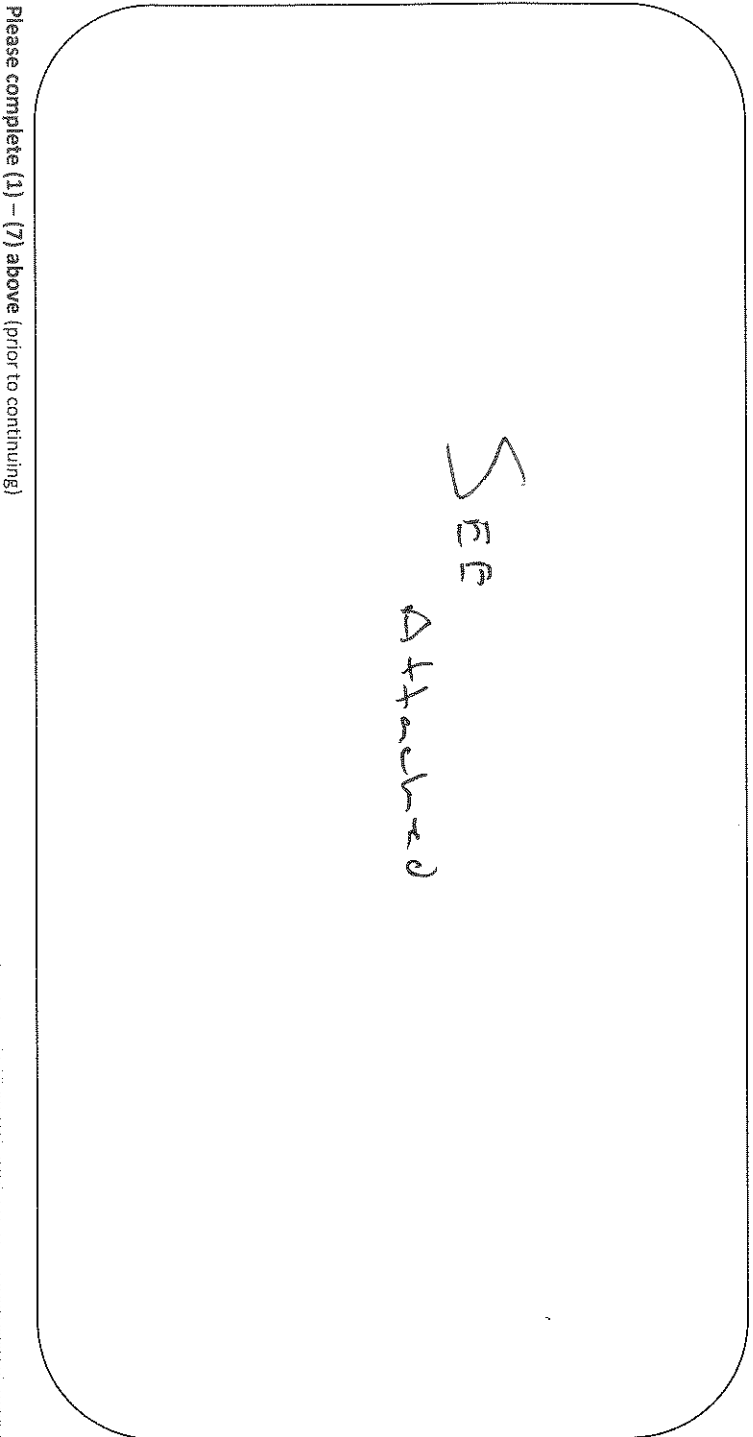 SEE
Attached
Please complete (1) – (7) above (prior to continuing)